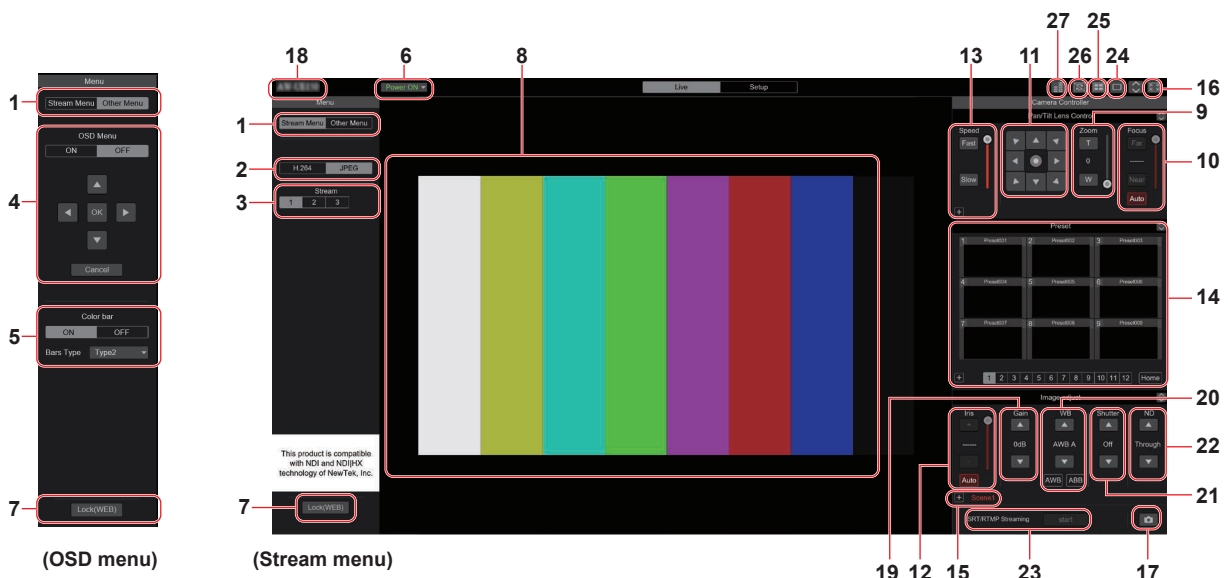 27 25
18 6 8 13 11 26 24
16
Menu
1
Stream Menu Other Menu
OSD Menu
ON OFF
4
OK
Cancel
Color bar
5
ON OFF
Bars Type Type2
7
Lock(WEB)
(OSD menu)
Power ON
Live Setup
Menu
1
Stream Menu Other Menu
2
H.264 JPEG
Stream
3
1 2 3
This product is compatible
with NDI and NDI|HX
technology of NewTek, Inc.
7
Lock(WEB)
(Stream menu)
Camera Controller
Pan/Tilt Lens Control
9
Speed
Fast
Slow
+
Zoom
T
0
W
Focus
Far
-----
Near
Auto
10
Preset
1 Preset001 2 Preset002 3 Preset003
4 Preset004 5 Preset005 6 Preset006
7 Preset007 8 Preset008 9 Preset009
14
+ 1 2 3 4 5 6 7 8 9 10 11 12 Home
Image adjust
20
Iris
+
-----
-
Auto
Gain
0dB
WB
AWB A
AWB ABB
Shutter
Off
ND
Through
22
21
+ Scene1
SRT/RTMP Streaming start
19 12 15 23 17